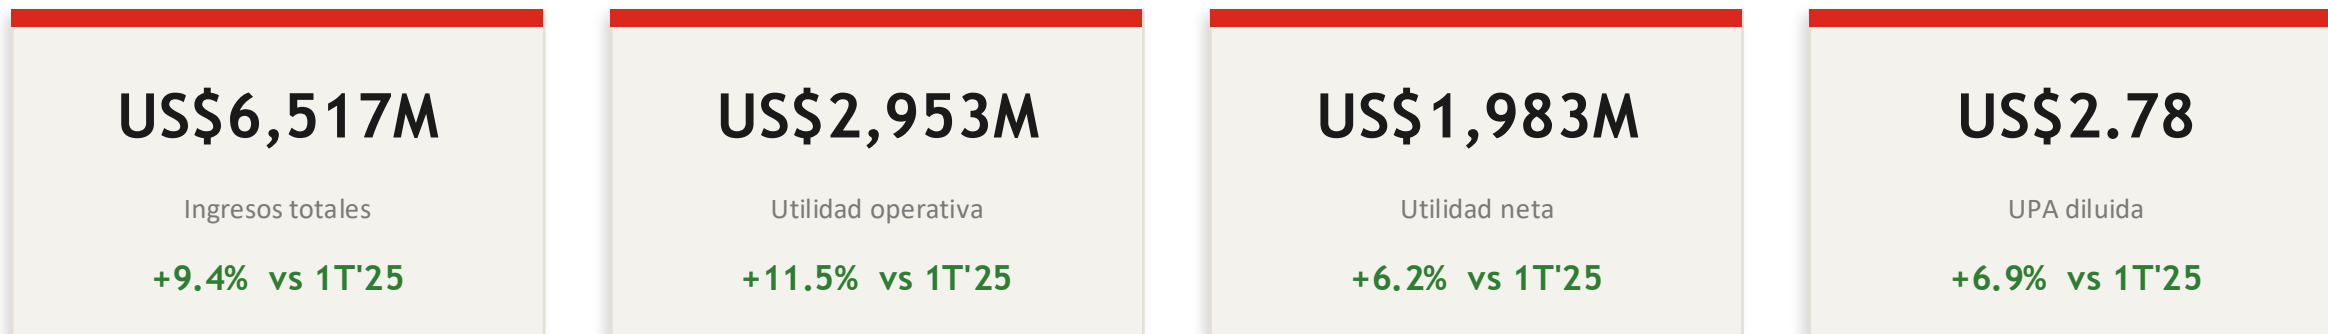 US$6,517M
Ingresos totales
+9.4% vs 1T'25
US$2,953M
Utilidad operativa
+11.5% vs 1T'25
US$1,983M
Utilidad neta
+6.2% vs 1T'25
US$2.78
UPA diluida
+6.9% vs 1T'25